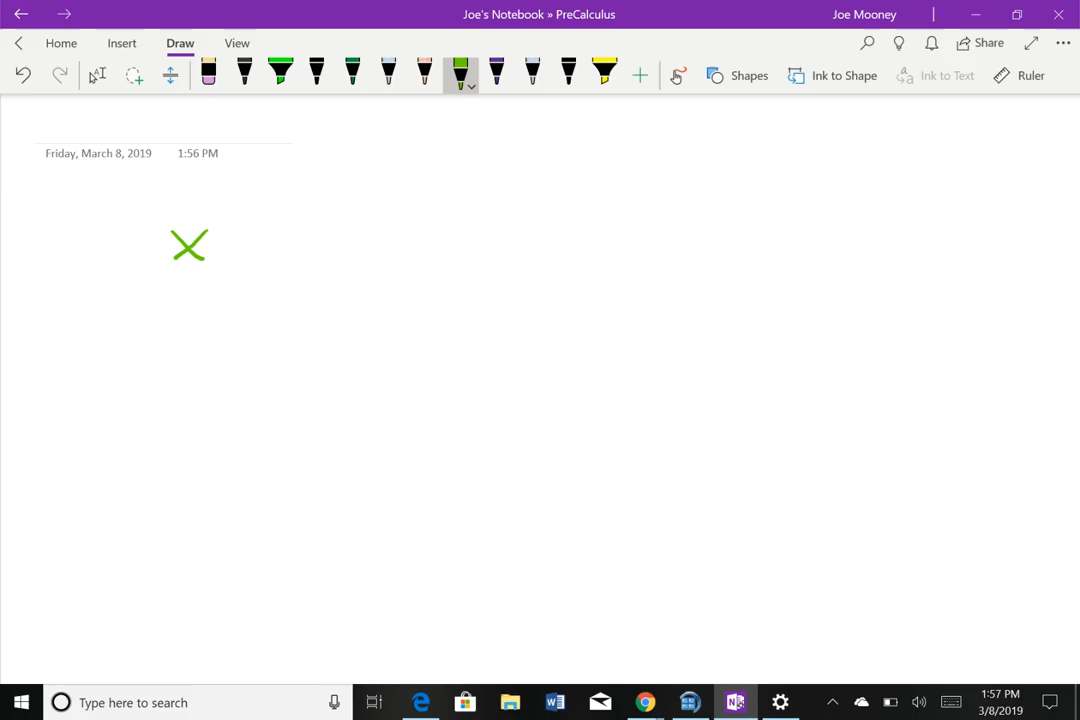 Joe's Notebook » PreCalculus
Joe Mooney
Home Insert Draw View
Share
Shapes
Ink to Shape
Ink to Text
Ruler
Friday, March 8, 2019 1:56 PM
X
Type here to search
1:57 PM
3/8/2019